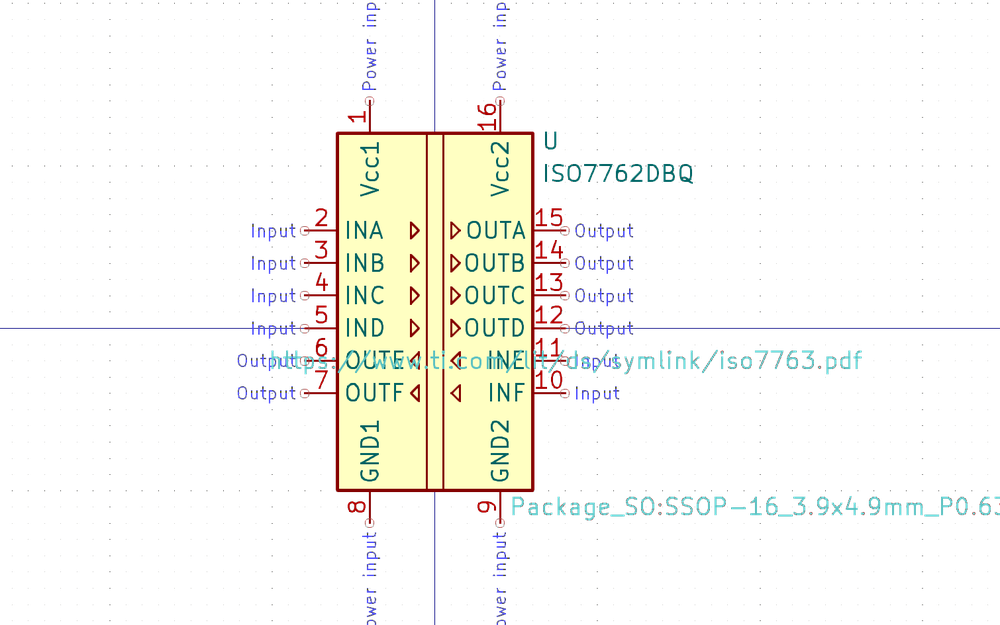 Power inp
Power inp
1
16
U
Vcc1
Vcc2
ISO7762DBQ
Input 2 INA OUTA 15 Output
Input 3 INB OUTB 14 Output
Input 4 INC OUTC 13 Output
Input 5 IND OUTD 12 Output
Output 6 OUTE INE 11 Input
https://www.ti.com/lit/ds/symlink/iso7763.pdf
Output 7 OUTF INF 10 Input
GND1
GND2
8
9
Package_SO:SSOP-16_3.9x4.9mm_P0.63
ower input
ower input